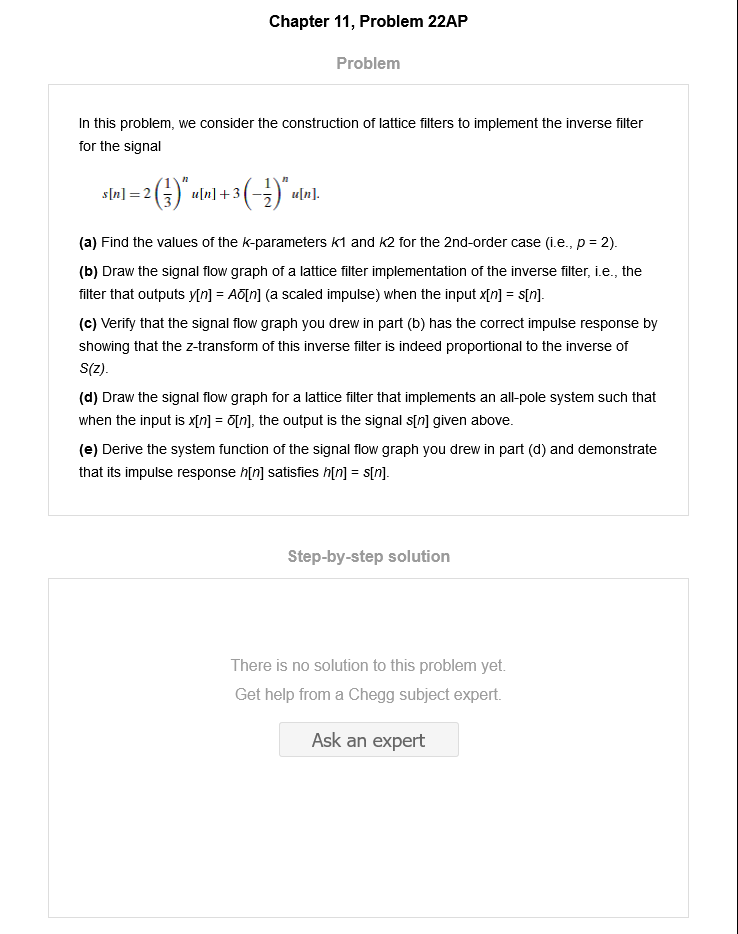 Chapter 11, Problem 22AP
Problem
In this problem, we consider the construction of lattice filters to implement the inverse filter
for the signal
s[n] = 2 (1/3)^n u[n] + 3 (-1/2)^n u[n].
(a) Find the values of the k-parameters k1 and k2 for the 2nd-order case (i.e., p = 2).
(b) Draw the signal flow graph of a lattice filter implementation of the inverse filter, i.e., the
filter that outputs y[n] = Aδ[n] (a scaled impulse) when the input x[n] = s[n].
(c) Verify that the signal flow graph you drew in part (b) has the correct impulse response by
showing that the z-transform of this inverse filter is indeed proportional to the inverse of
S(z).
(d) Draw the signal flow graph for a lattice filter that implements an all-pole system such that
when the input is x[n] = δ[n], the output is the signal s[n] given above.
(e) Derive the system function of the signal flow graph you drew in part (d) and demonstrate
that its impulse response h[n] satisfies h[n] = s[n].
Step-by-step solution
There is no solution to this problem yet.
Get help from a Chegg subject expert.
Ask an expert